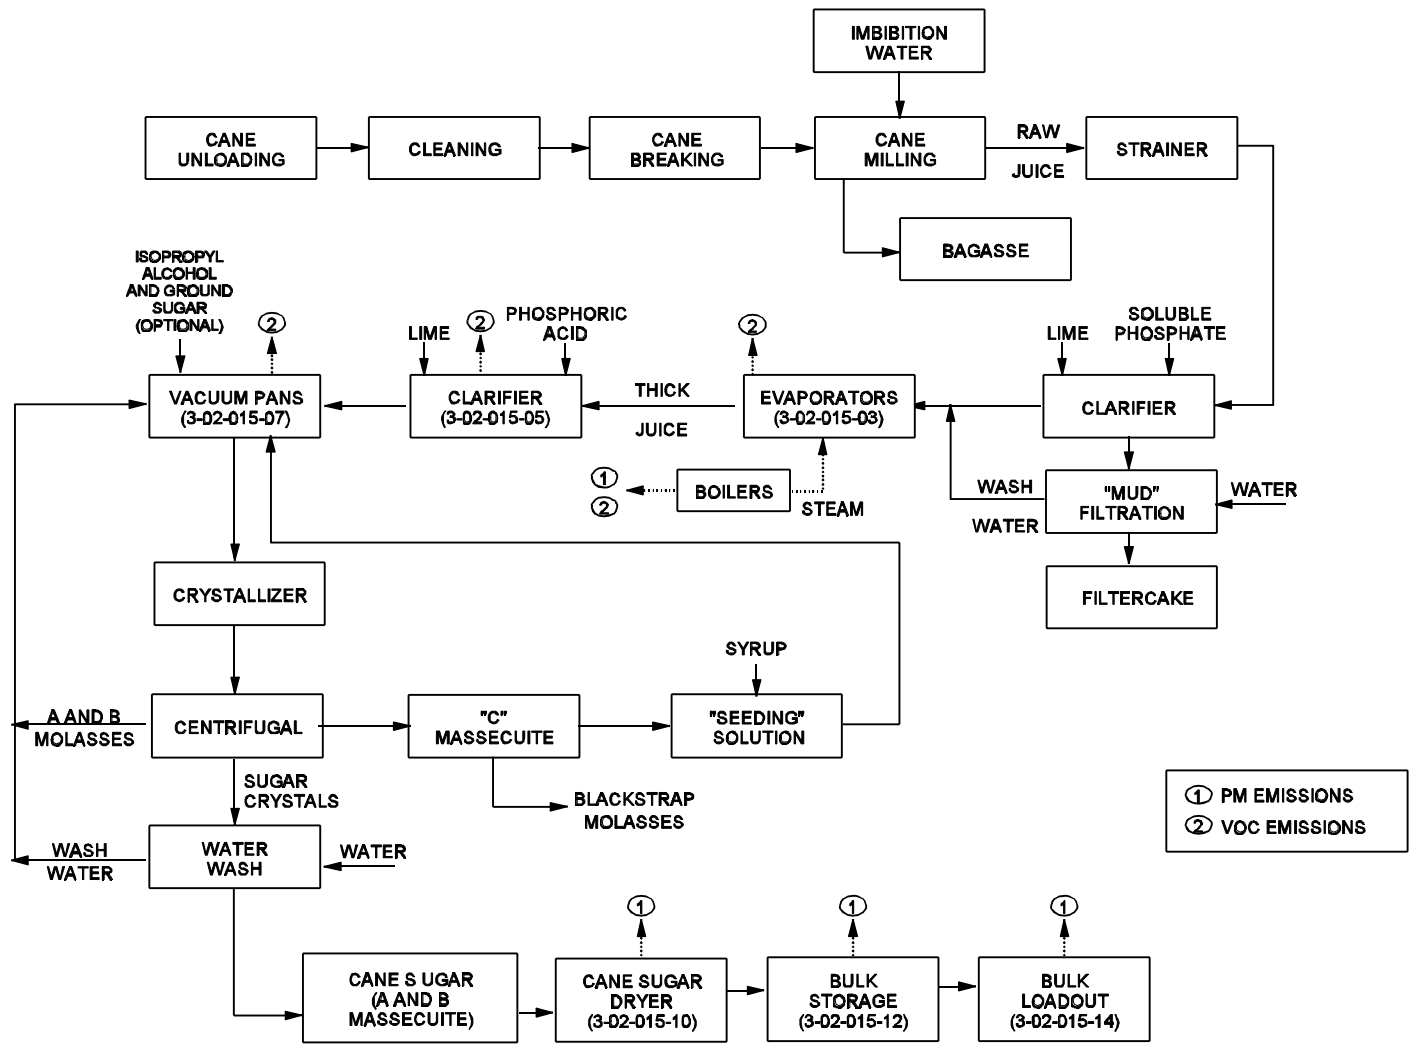 IMBIBITION
WATER
CANE
UNLOADING
CLEANING
CANE
BREAKING
CANE
MILLING
RAW
JUICE
STRAINER
BAGASSE
ISOPROPYL
ALCOHOL
AND GROUND
SUGAR
(OPTIONAL)
2
LIME
2
PHOSPHORIC
ACID
2
LIME
SOLUBLE
PHOSPHATE
VACUUM PANS
(3-02-015-07)
CLARIFIER
(3-02-015-05)
THICK
JUICE
EVAPORATORS
(3-02-015-03)
CLARIFIER
1
2
BOILERS
STEAM
WASH
WATER
"MUD"
FILTRATION
WATER
CRYSTALLIZER
FILTERCAKE
SYRUP
A AND B
MOLASSES
CENTRIFUGAL
"C"
MASSECUITE
"SEEDING"
SOLUTION
SUGAR
CRYSTALS
BLACKSTRAP
MOLASSES
1 PM EMISSIONS
2 VOC EMISSIONS
WASH
WATER
WATER
WASH
WATER
1
1
1
CANE S UGAR
(A AND B
MASSECUITE)
CANE SUGAR
DRYER
(3-02-015-10)
BULK
STORAGE
(3-02-015-12)
BULK
LOADOUT
(3-02-015-14)